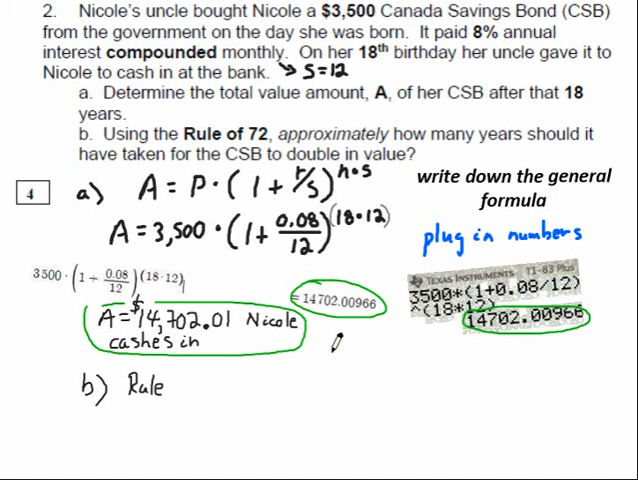 2. Nicole's uncle bought Nicole a $3,500 Canada Savings Bond (CSB)
from the government on the day she was born. It paid 8% annual
interest compounded monthly. On her 18th birthday her uncle gave it to
Nicole to cash in at the bank. ↘ S=12
a. Determine the total value amount, A, of her CSB after that 18
years.
b. Using the Rule of 72, approximately how many years should it
have taken for the CSB to double in value?
4
a) A = P · (1 + r/s)^n·s
write down the general
formula
A = 3,500 · (1 + 0.08/12)^(18·12)
plug in numbers
3500 · (1 + 0.08/12)^(18·12)
= 14702.00966
TEXAS INSTRUMENTS TI-83 Plus
3500*(1+0.08/12)
^(18*12)
14702.00966
A = $14,702.01 Nicole
cashes in
b) Rule